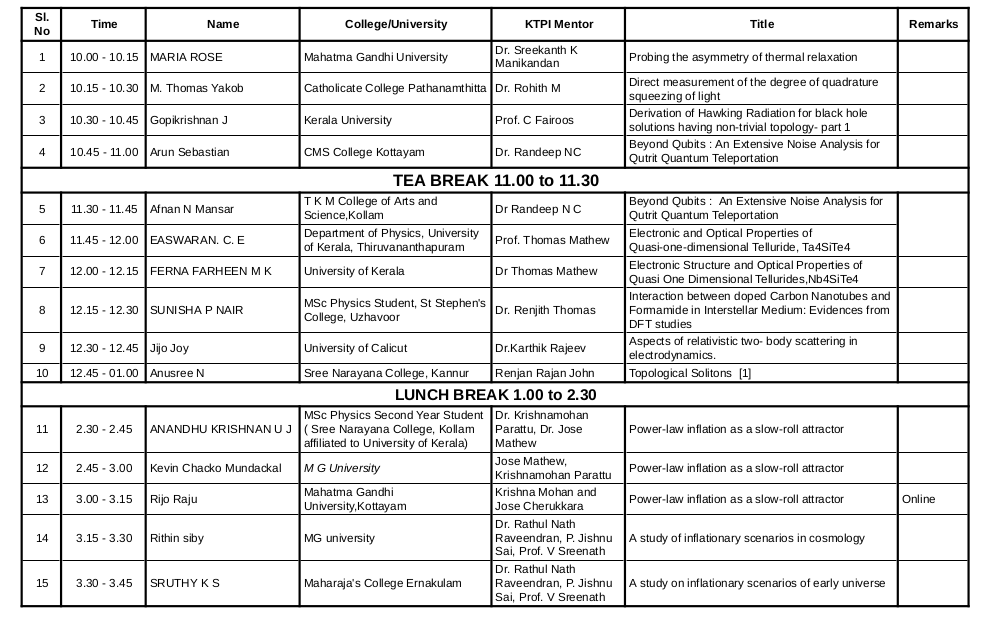 Sl. No Time Name College/University KTPI Mentor Title Remarks
1 10.00 - 10.15 MARIA ROSE Mahatma Gandhi University Dr. Sreekanth K Manikandan Probing the asymmetry of thermal relaxation
2 10.15 - 10.30 M. Thomas Yakob Catholicate College Pathanamthitta Dr. Rohith M Direct measurement of the degree of quadrature squeezing of light
3 10.30 - 10.45 Gopikrishnan J Kerala University Prof. C Fairoos Derivation of Hawking Radiation for black hole solutions having non-trivial topology- part 1
4 10.45 - 11.00 Arun Sebastian CMS College Kottayam Dr. Randeep NC Beyond Qubits : An Extensive Noise Analysis for Qutrit Quantum Teleportation
TEA BREAK 11.00 to 11.30
5 11.30 - 11.45 Afnan N Mansar T K M College of Arts and Science,Kollam Dr Randeep N C Beyond Qubits :  An Extensive Noise Analysis for Qutrit Quantum Teleportation
6 11.45 - 12.00 EASWARAN. C. E Department of Physics, University of Kerala, Thiruvananthapuram Prof. Thomas Mathew Electronic and Optical Properties of Quasi-one-dimensional Telluride, Ta4SiTe4
7 12.00 - 12.15 FERNA FARHEEN M K University of Kerala Dr Thomas Mathew Electronic Structure and Optical Properties of Quasi One Dimensional Tellurides,Nb4SiTe4
8 12.15 - 12.30 SUNISHA P NAIR MSc Physics Student, St Stephen's College, Uzhavoor Dr. Renjith Thomas Interaction between doped Carbon Nanotubes and Formamide in Interstellar Medium: Evidences from DFT studies
9 12.30 - 12.45 Jijo Joy University of Calicut Dr.Karthik Rajeev Aspects of relativistic two- body scattering in electrodynamics.
10 12.45 - 01.00 Anusree N Sree Narayana College, Kannur Renjan Rajan John Topological Solitons  [1]
LUNCH BREAK 1.00 to 2.30
11 2.30 - 2.45 ANANDHU KRISHNAN U J MSc Physics Second Year Student ( Sree Narayana College, Kollam affiliated to University of Kerala) Dr. Krishnamohan Parattu, Dr. Jose Mathew Power-law inflation as a slow-roll attractor
12 2.45 - 3.00 Kevin Chacko Mundackal M G University Jose Mathew, Krishnamohan Parattu Power-law inflation as a slow-roll attractor
13 3.00 - 3.15 Rijo Raju Mahatma Gandhi University,Kottayam Krishna Mohan and Jose Cherukkara Power-law inflation as a slow-roll attractor Online
14 3.15 - 3.30 Rithin siby MG university Dr. Rathul Nath Raveendran, P. Jishnu Sai, Prof. V Sreenath A study of inflationary scenarios in cosmology
15 3.30 - 3.45 SRUTHY K S Maharaja's College Ernakulam Dr. Rathul Nath Raveendran, P. Jishnu Sai, Prof. V Sreenath A study on inflationary scenarios of early universe